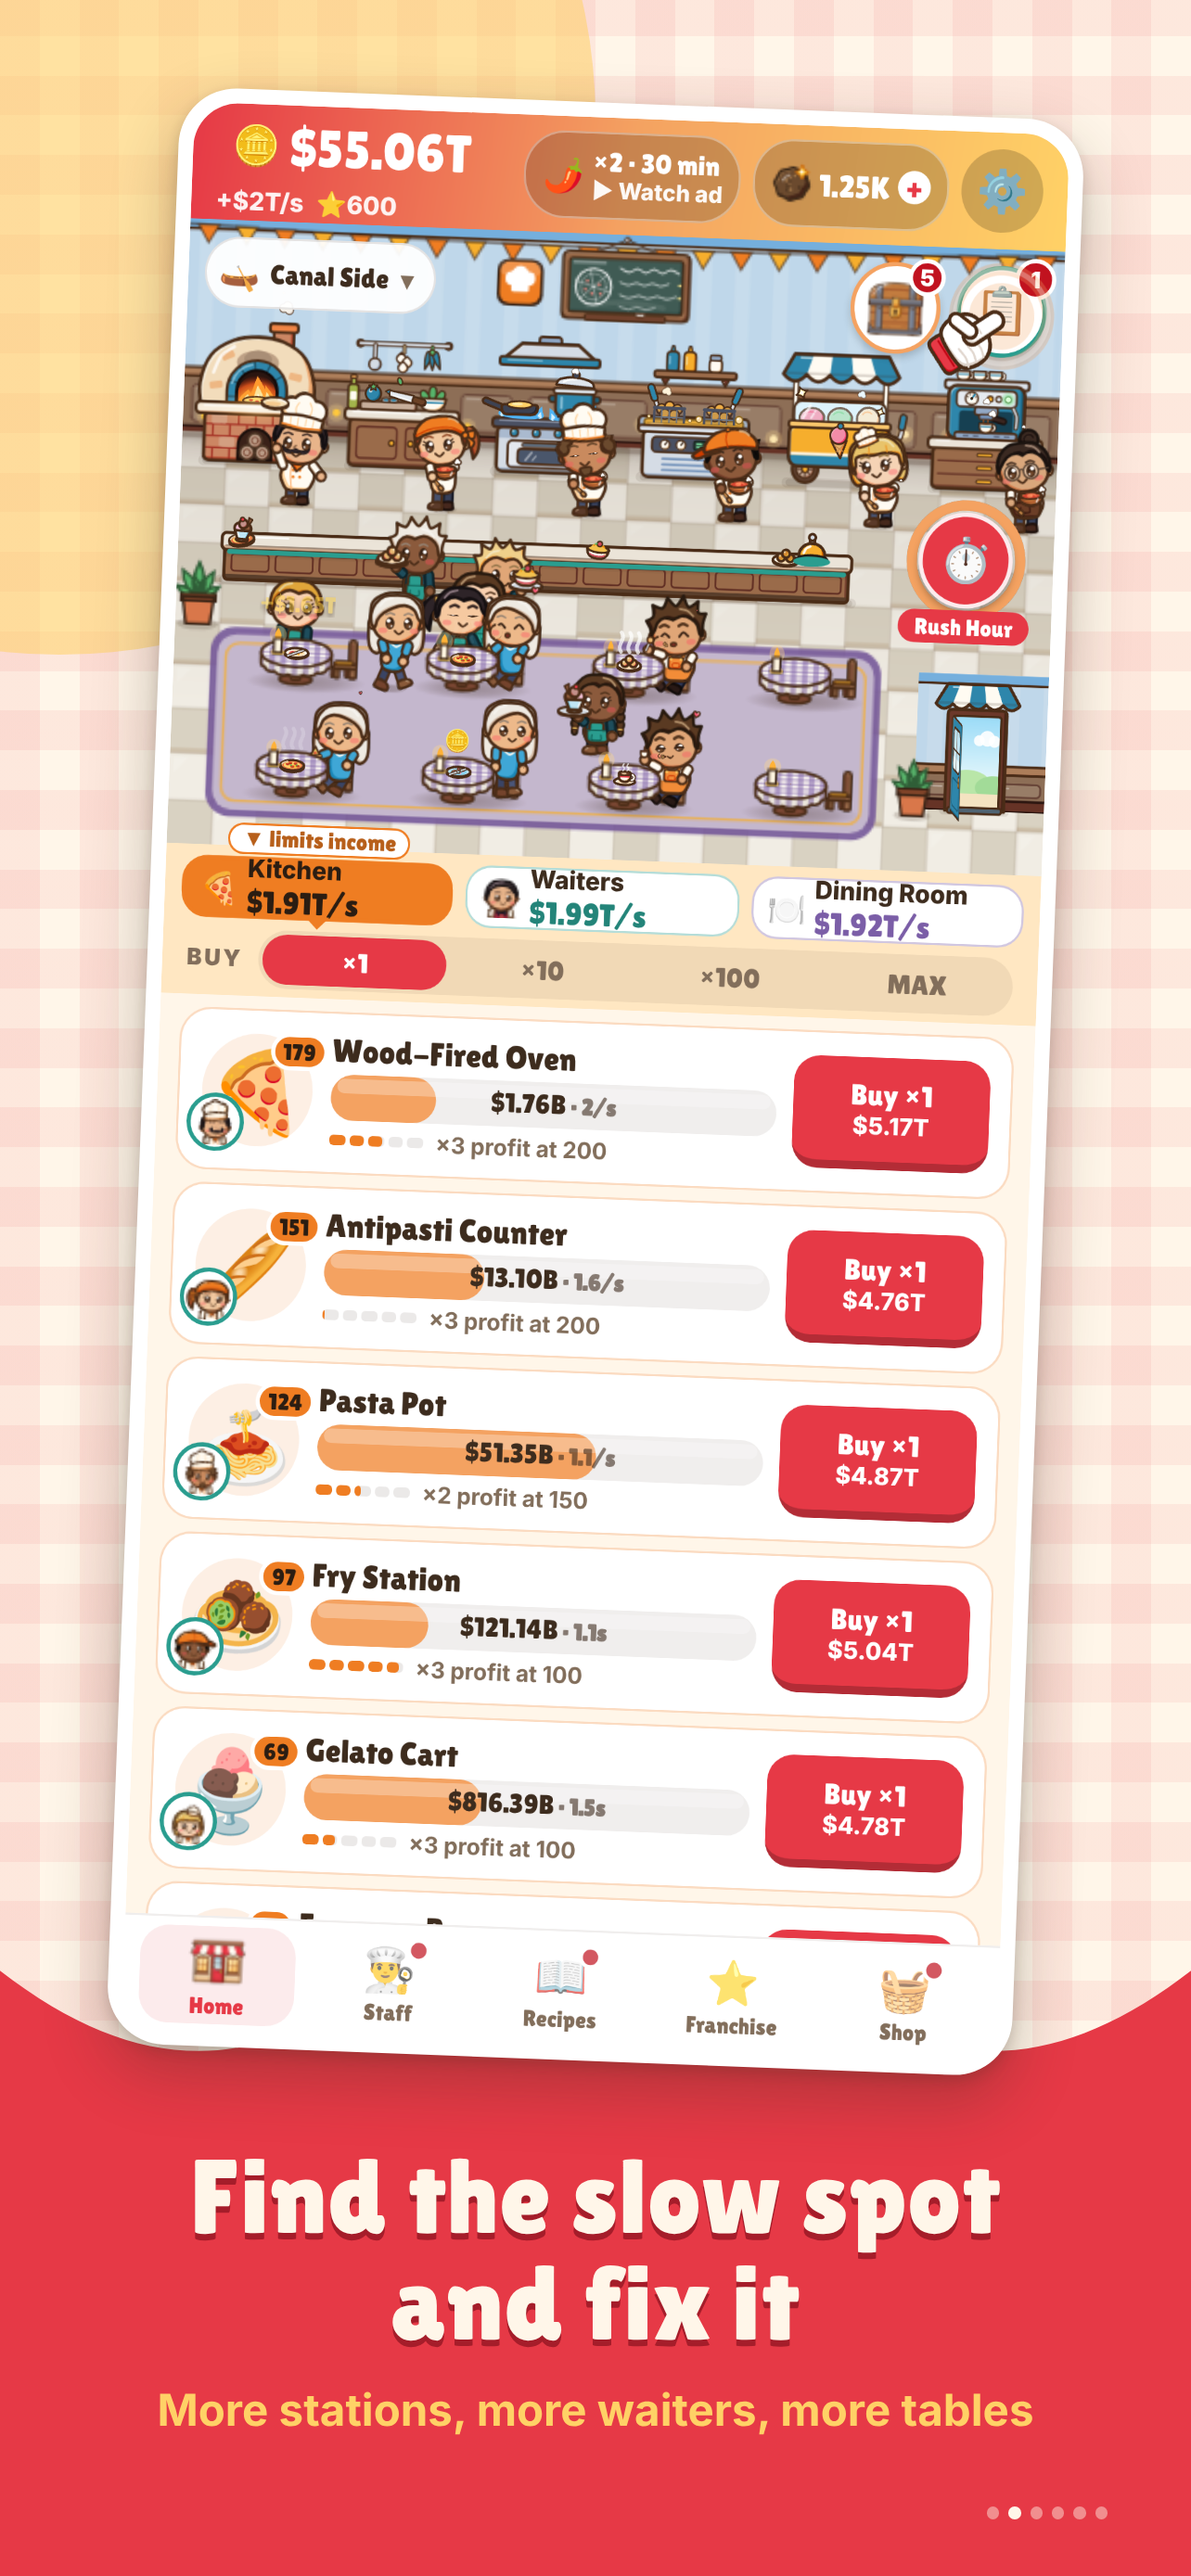 $55.06T
+$2T/s ⭐600
×2 · 30 min
▶ Watch ad
1.25K +
Canal Side ▼
5
1
Rush Hour
▼ limits income
Kitchen
$1.91T/s
Waiters
$1.99T/s
Dining Room
$1.92T/s
BUY
×1
×10
×100
MAX
179 Wood-Fired Oven
$1.76B · 2/s
×3 profit at 200
Buy ×1
$5.17T
151 Antipasti Counter
$13.10B · 1.6/s
×3 profit at 200
Buy ×1
$4.76T
124 Pasta Pot
$51.35B · 1.1/s
×2 profit at 150
Buy ×1
$4.87T
97 Fry Station
$121.14B · 1.1s
×3 profit at 100
Buy ×1
$5.04T
69 Gelato Cart
$816.39B · 1.5s
×3 profit at 100
Buy ×1
$4.78T
Home
Staff
Recipes
Franchise
Shop
Find the slow spot
and fix it
More stations, more waiters, more tables